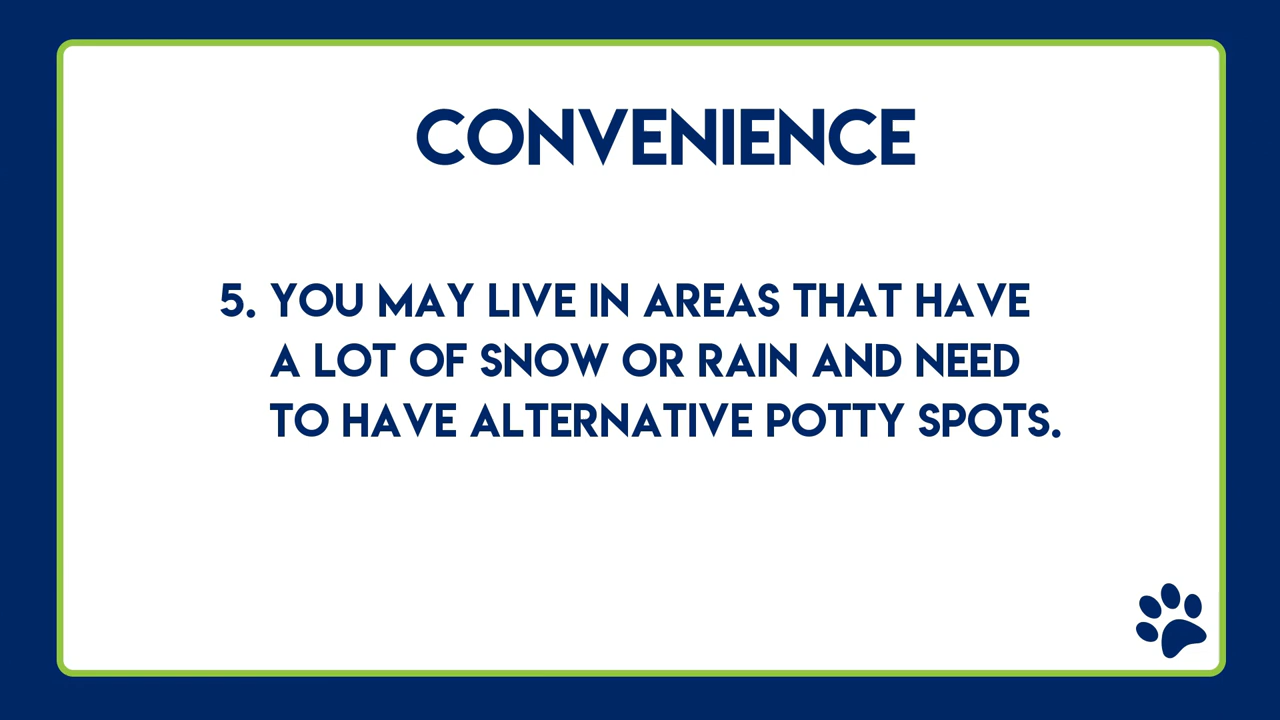 CONVENIENCE
5. YOU MAY LIVE IN AREAS THAT HAVE
A LOT OF SNOW OR RAIN AND NEED
TO HAVE ALTERNATIVE POTTY SPOTS.